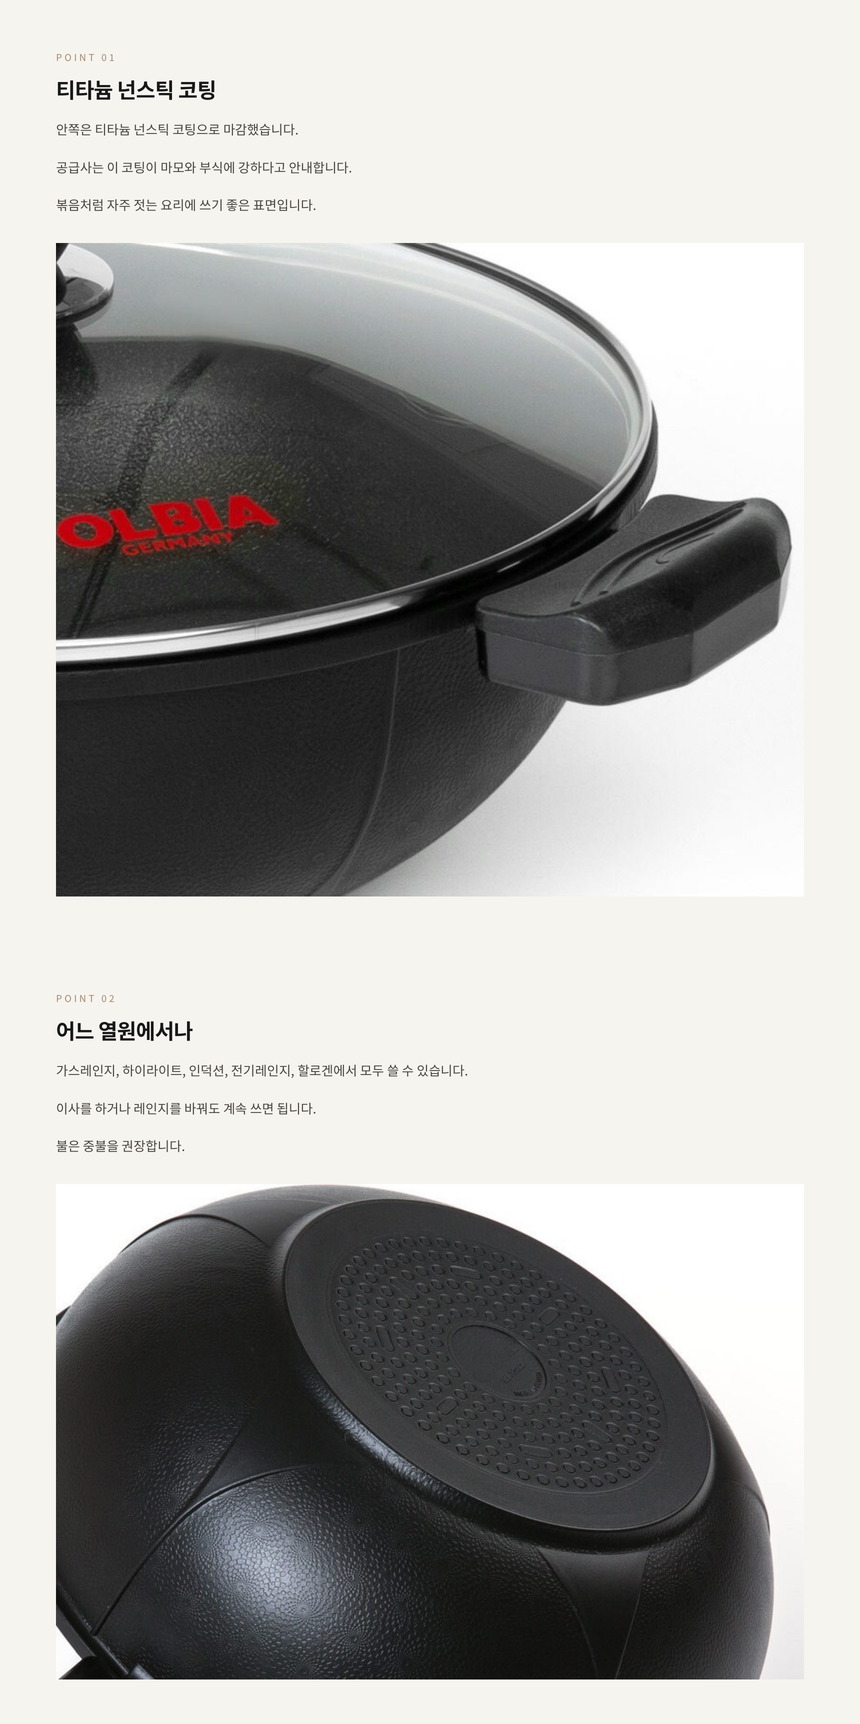 POINT 01
티타늄 넌스틱 코팅
안쪽은 티타늄 넌스틱 코팅으로 마감했습니다.
공급사는 이 코팅이 마모와 부식에 강하다고 안내합니다.
볶음처럼 자주 젓는 요리에 쓰기 좋은 표면입니다.
OLBIA
GERMANY
POINT 02
어느 열원에서나
가스레인지, 하이라이트, 인덕션, 전기레인지, 할로겐에서 모두 쓸 수 있습니다.
이사를 하거나 레인지를 바꿔도 계속 쓰면 됩니다.
불은 중불을 권장합니다.